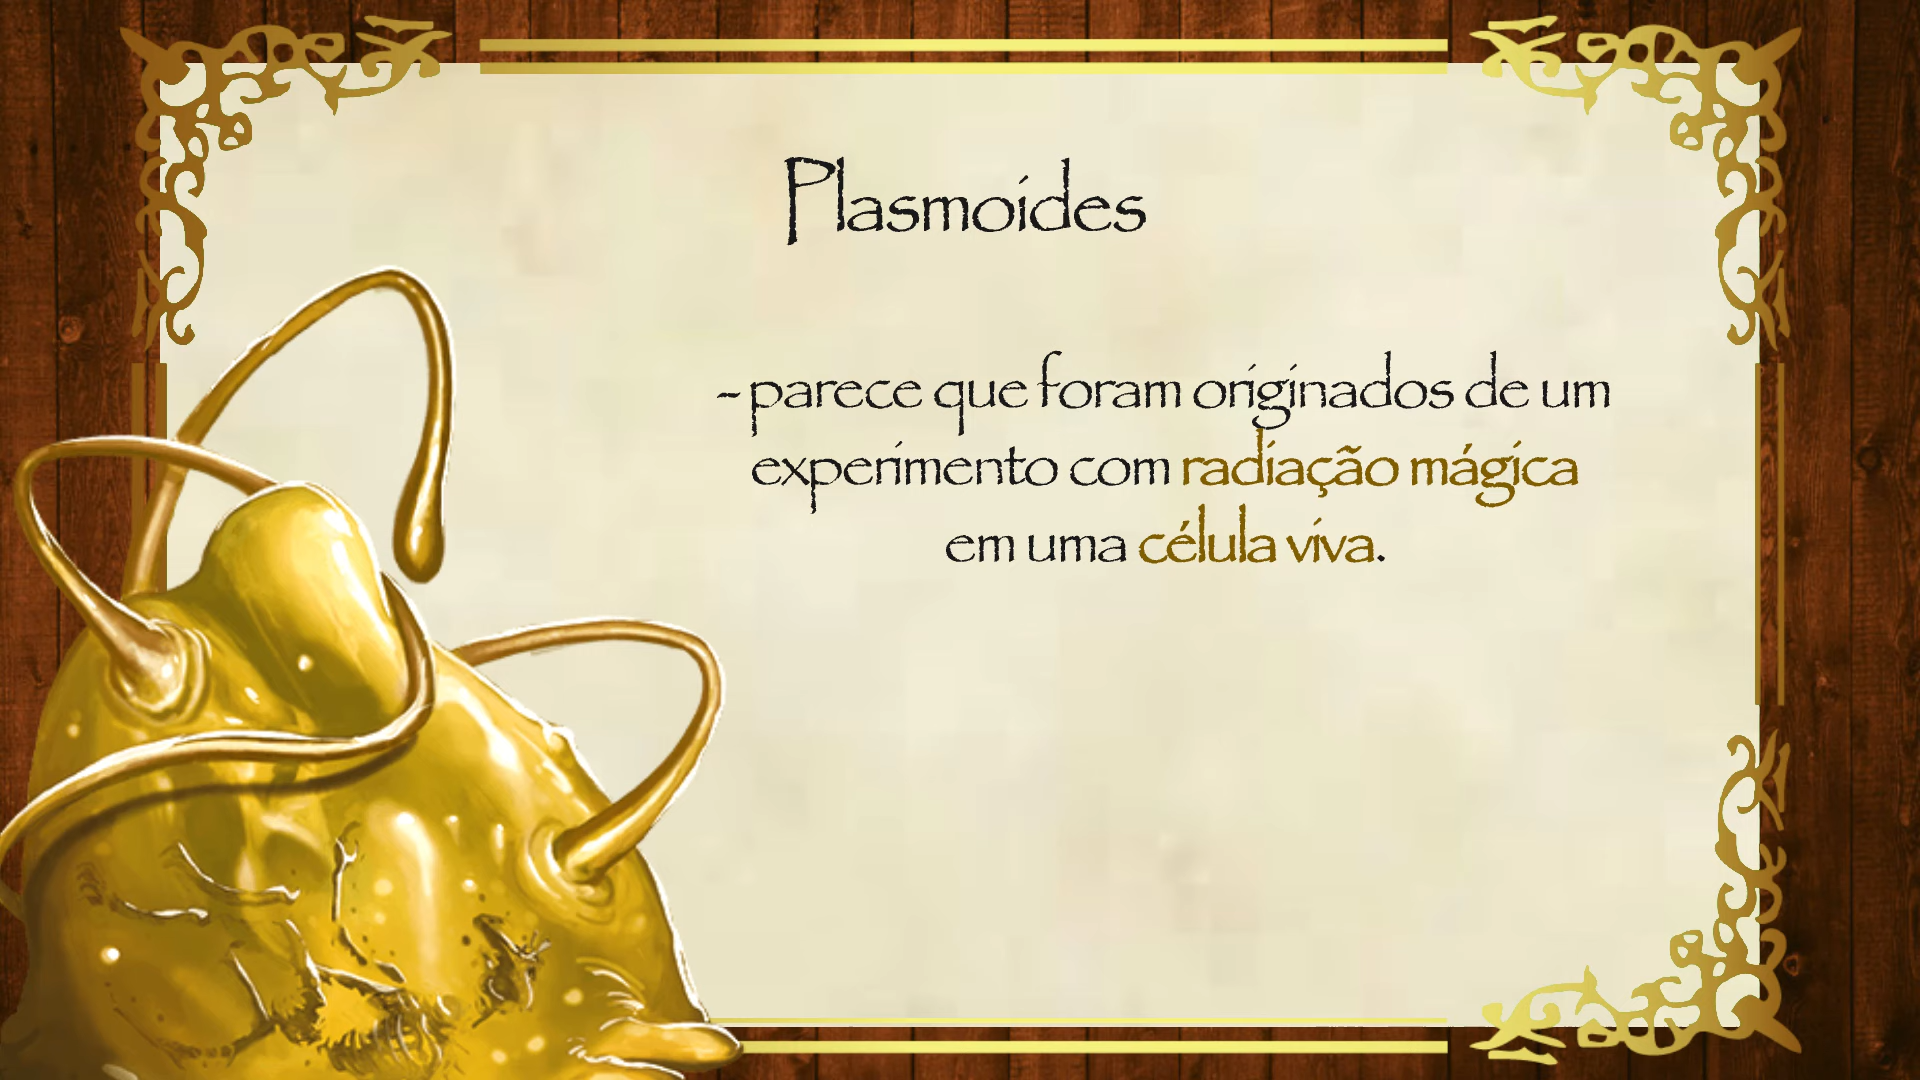 Plasmoides
- parece que foram originados de um
experimento com radiação mágica
em uma célula viva.